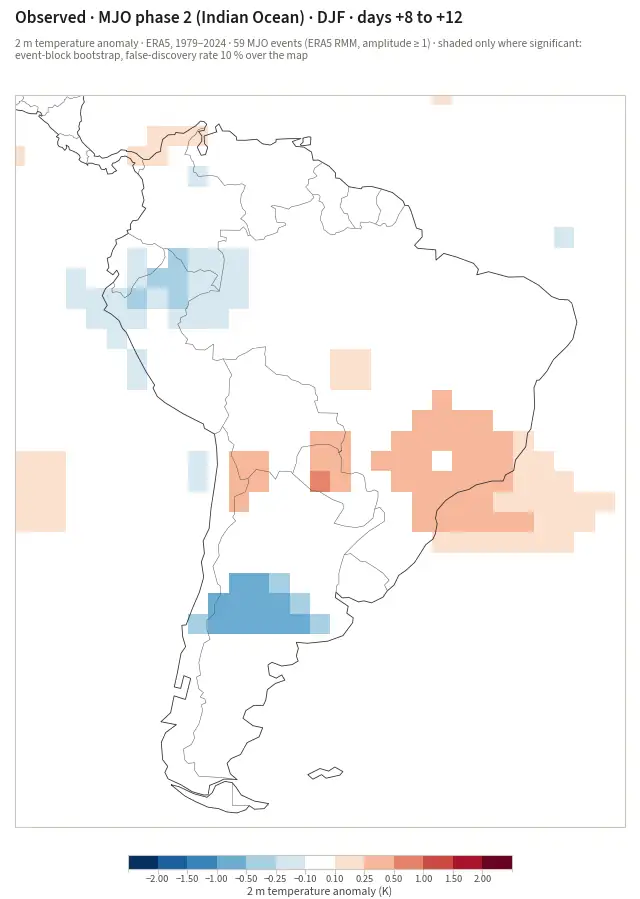 Observed · MJO phase 2 (Indian Ocean) · DJF · days +8 to +12
2 m temperature anomaly · ERA5, 1979–2024 · 59 MJO events (ERA5 RMM, amplitude ≥ 1) · shaded only where significant:
event-block bootstrap, false-discovery rate 10 % over the map
−2.00 −1.50 −1.00 −0.50 −0.25 −0.10 0.10 0.25 0.50 1.00 1.50 2.00
2 m temperature anomaly (K)